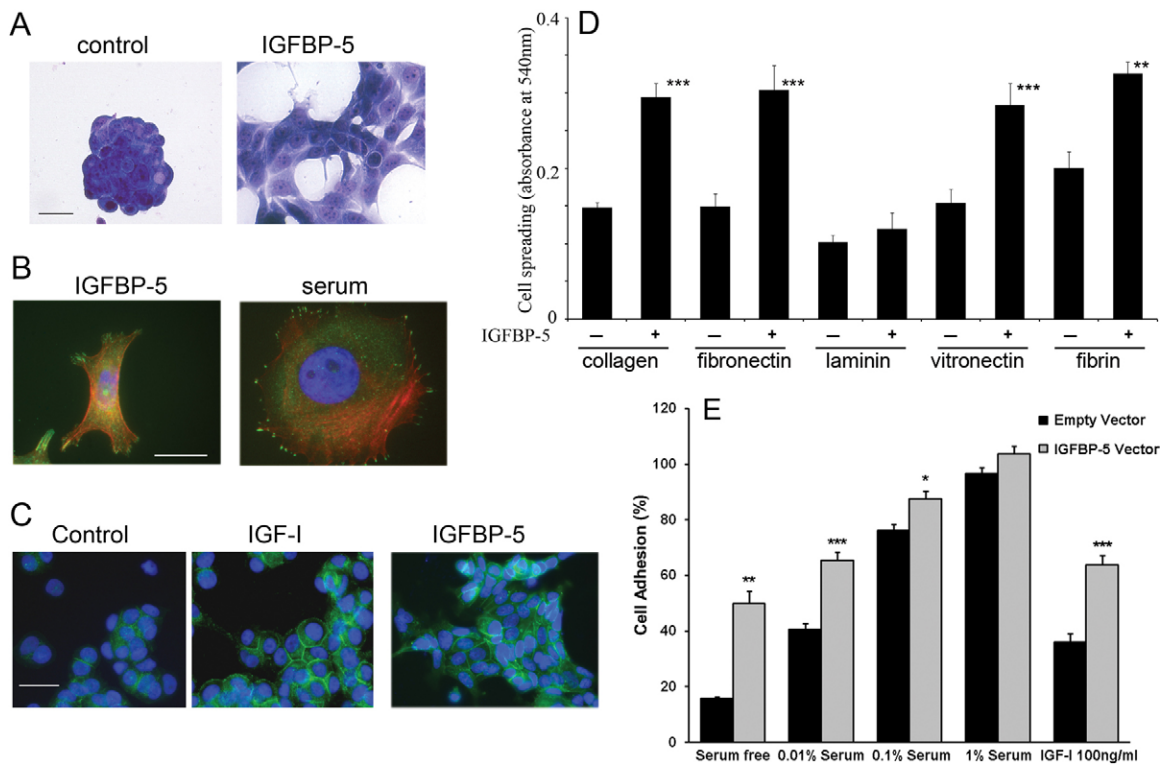 A
control
IGFBP-5
B
IGFBP-5
serum
C
Control
IGF-I
IGFBP-5
D
Cell spreading (absorbance at 540nm)
0.4
0.2
0
***
***
***
**
IGFBP-5
– + – + – + – + – +
collagen fibronectin laminin vitronectin fibrin
E
Empty Vector
IGFBP-5 Vector
Cell Adhesion (%)
120
100
80
60
40
20
0
**
***
*
***
Serum free 0.01% Serum 0.1% Serum 1% Serum IGF-I 100ng/ml